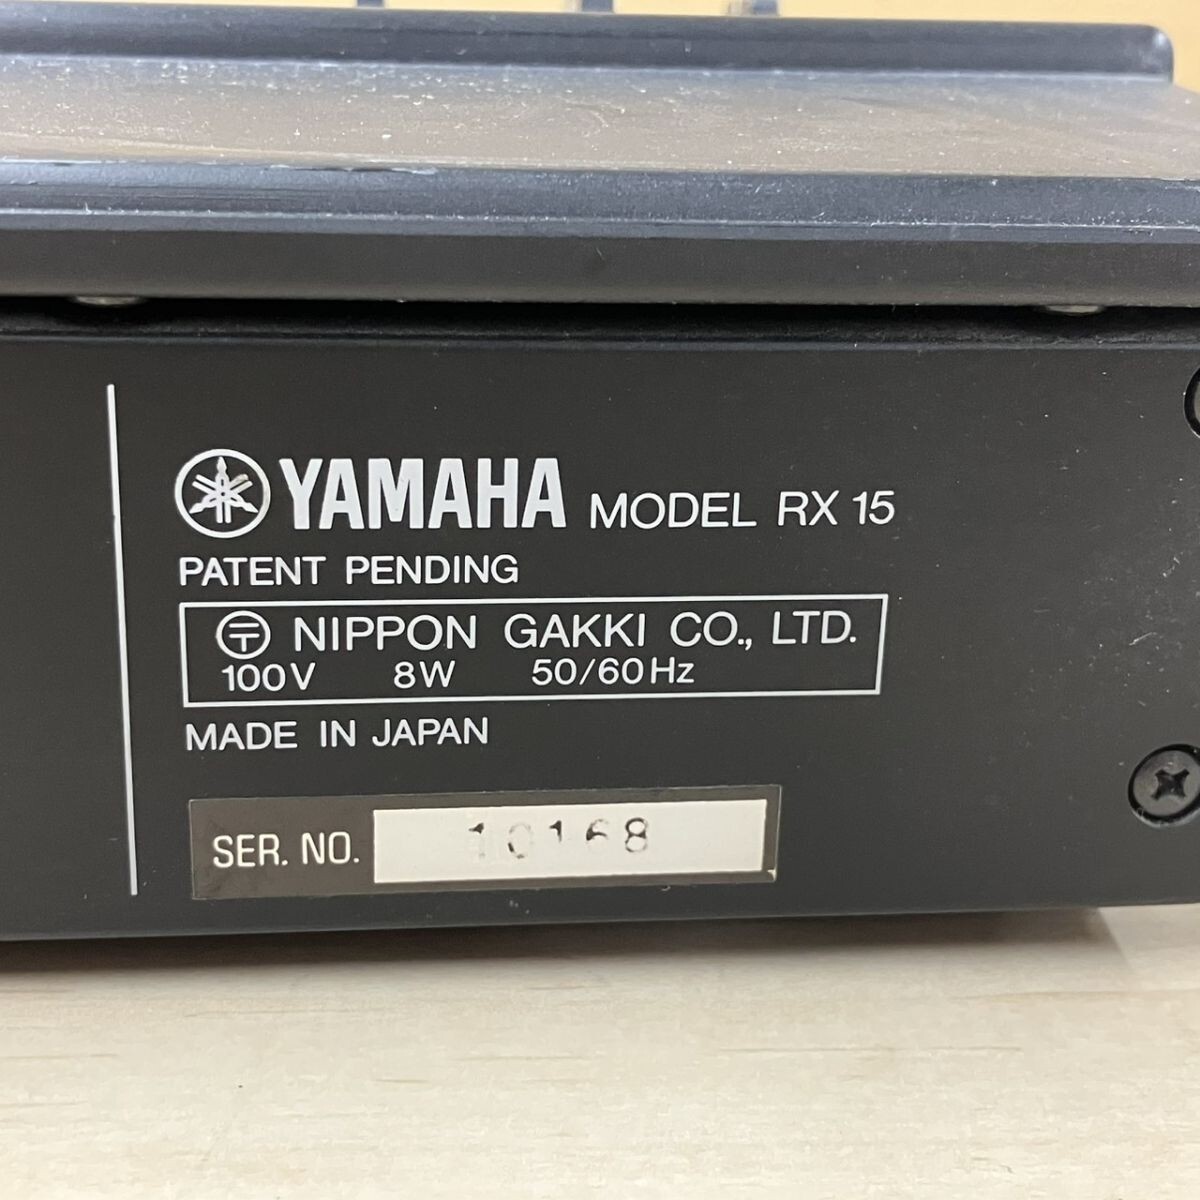 YAMAHA MODEL RX 15
PATENT PENDING
〶 NIPPON GAKKI CO., LTD.
100V 8W 50/60Hz
MADE IN JAPAN
SER. NO. 10168